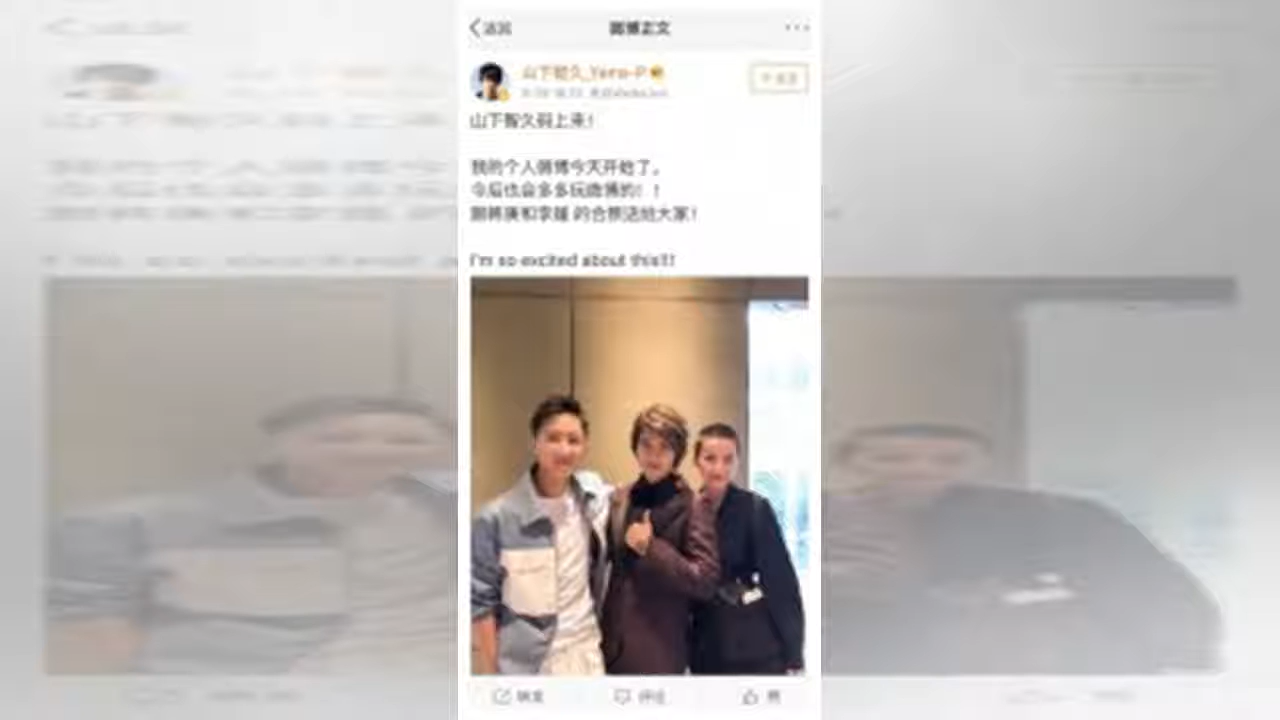 返回 微博正文
山下智久_Yama-P
山下智久码上来!
我的个人微博今天开始了。
今后也会多多玩微博的!!
跟韩庚和李雄 的合照送给大家!
I'm so excited about this!!!
转发 评论 赞